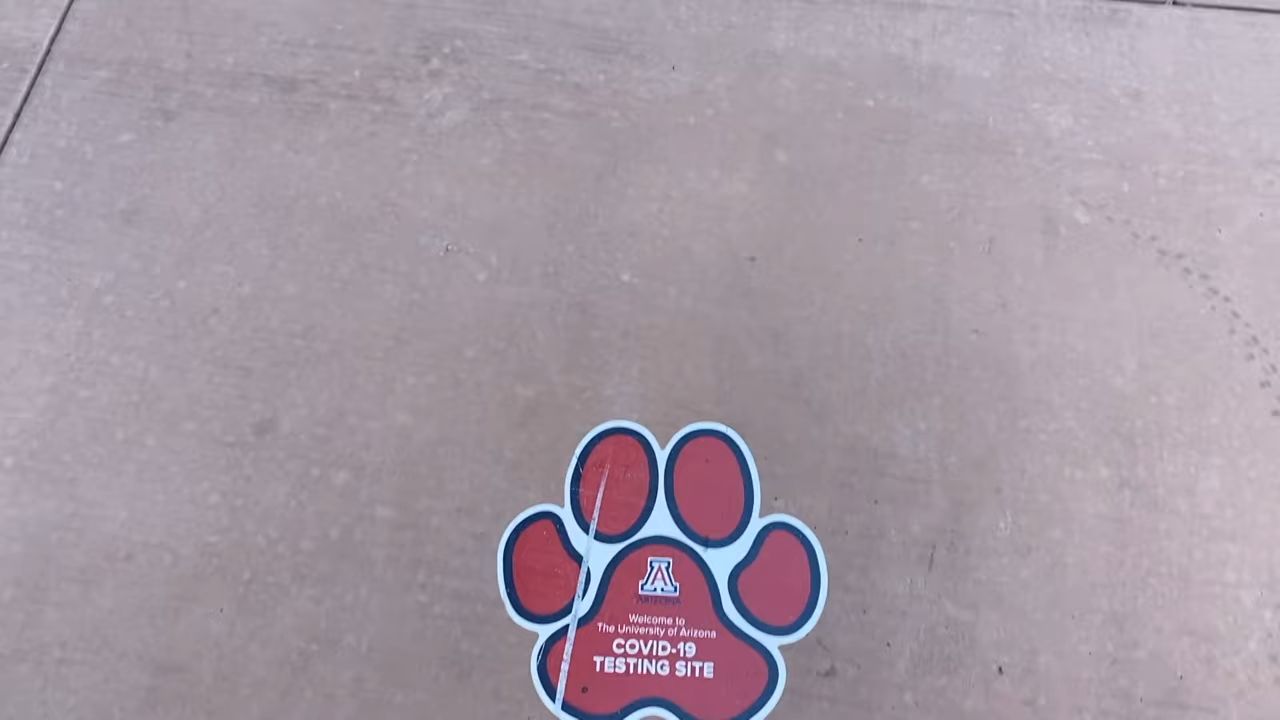 A
ARIZONA
Welcome to
The University of Arizona
COVID-19
TESTING SITE